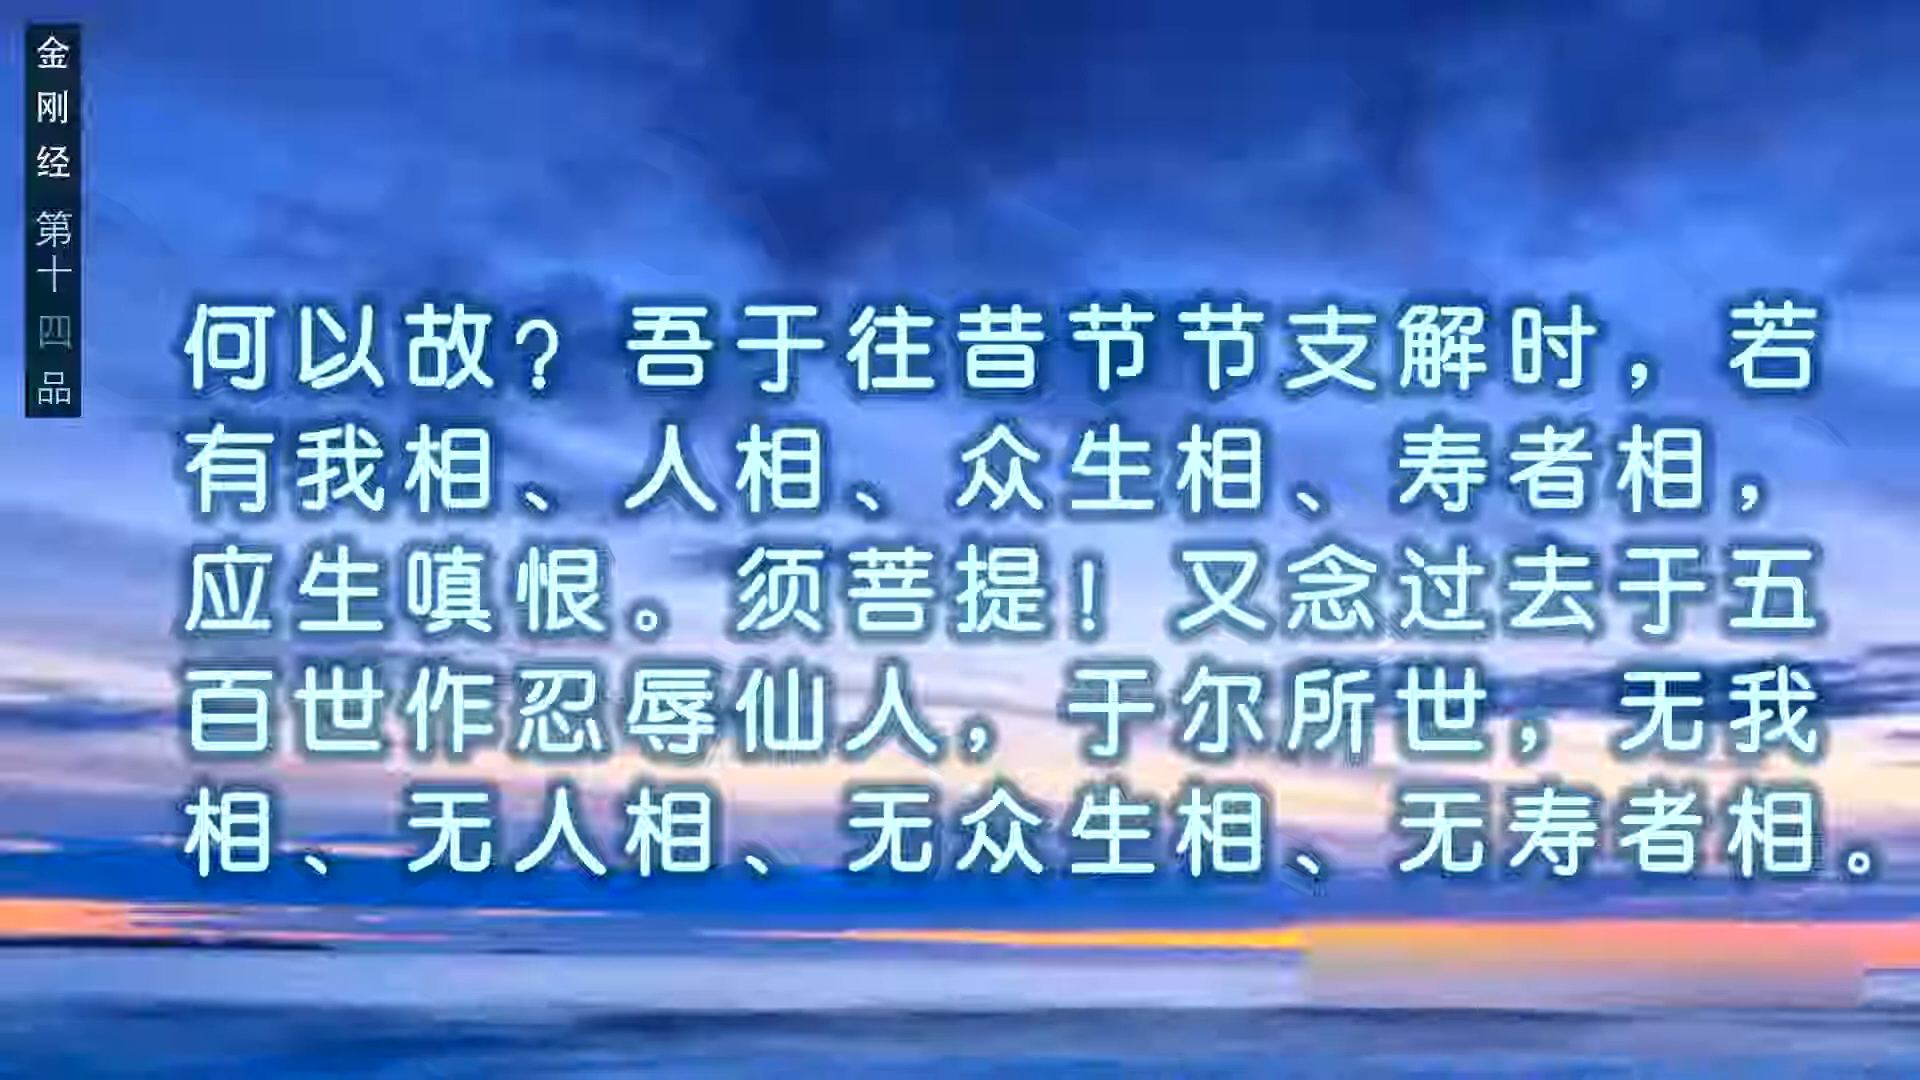 金刚经 第十四品
何以故？吾于往昔节节支解时，若
有我相、人相、众生相、寿者相，
应生嗔恨。须菩提！又念过去于五
百世作忍辱仙人，于尔所世，无我
相、无人相、无众生相、无寿者相。